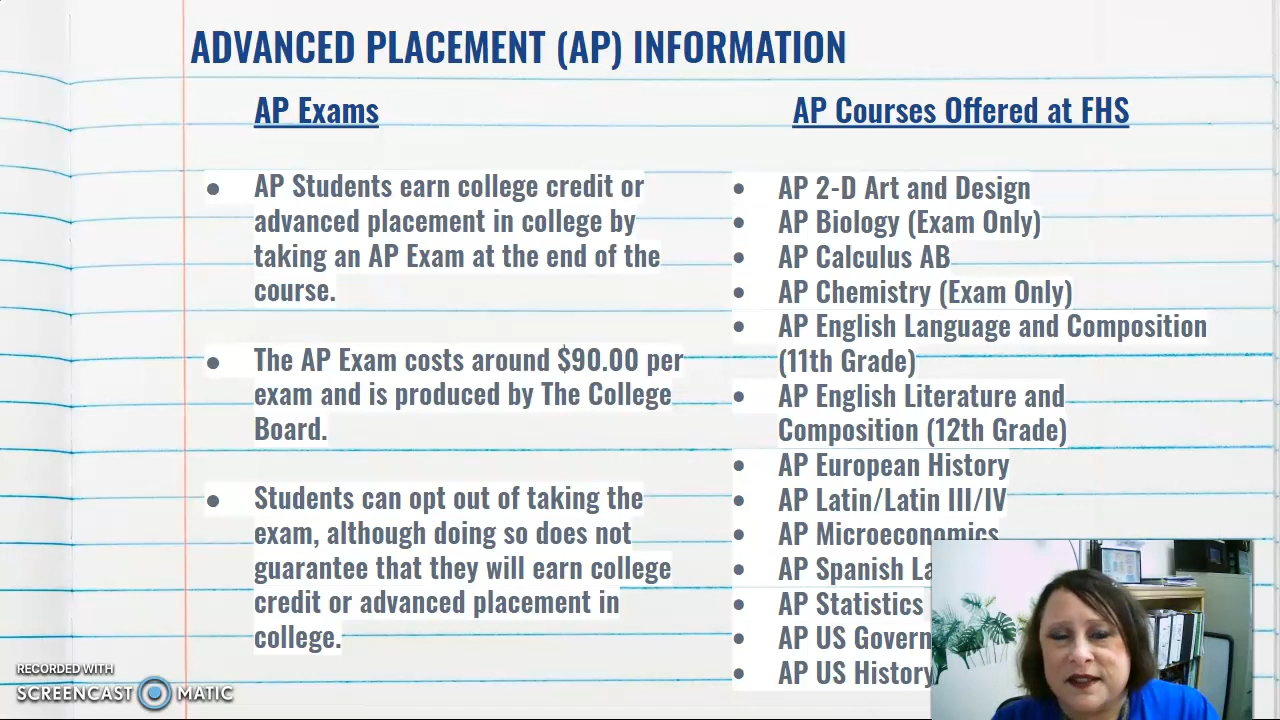 ADVANCED PLACEMENT (AP) INFORMATION
AP Exams
● AP Students earn college credit or
advanced placement in college by
taking an AP Exam at the end of the
course.
● The AP Exam costs around $90.00 per
exam and is produced by The College
Board.
● Students can opt out of taking the
exam, although doing so does not
guarantee that they will earn college
credit or advanced placement in
college.
AP Courses Offered at FHS
● AP 2-D Art and Design
● AP Biology (Exam Only)
● AP Calculus AB
● AP Chemistry (Exam Only)
● AP English Language and Composition
(11th Grade)
● AP English Literature and
Composition (12th Grade)
● AP European History
● AP Latin/Latin III/IV
● AP Microeconomics
● AP Spanish
● AP Statistics
● AP US
● AP US History
RECORDED WITH
SCREENCAST MATIC